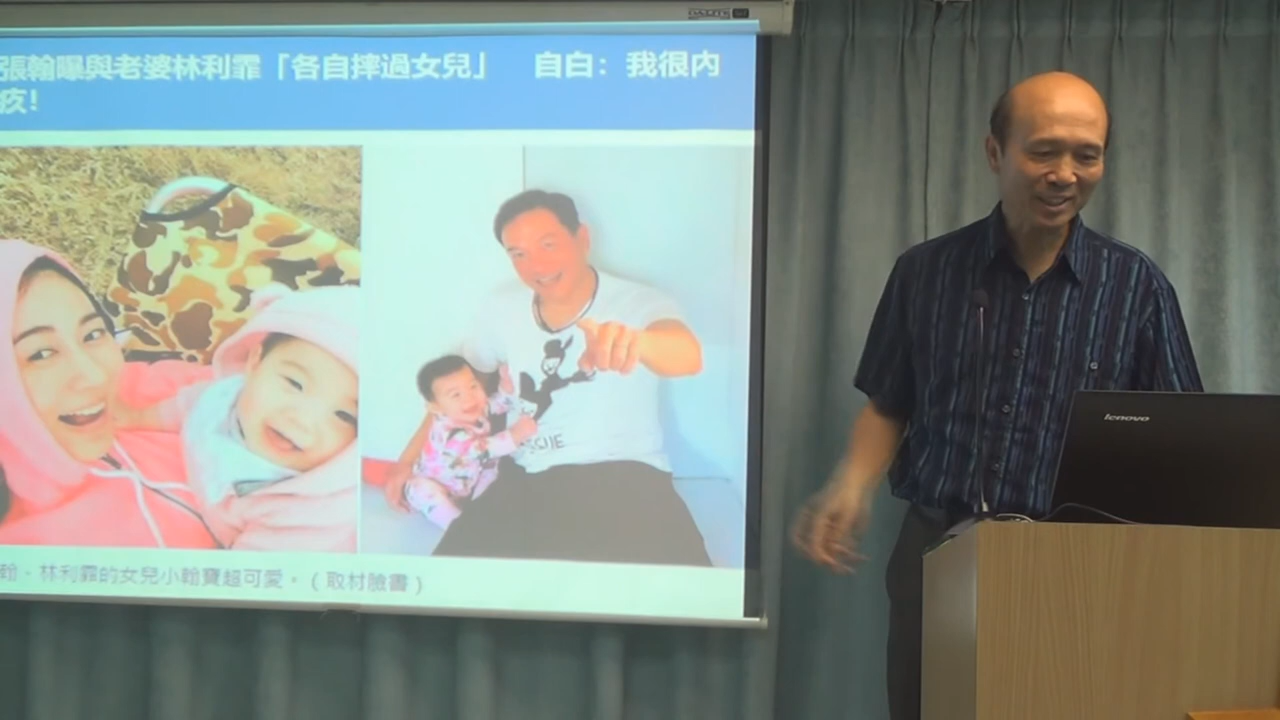 DA-LITE
張翰曝與老婆林利霏「各自摔過女兒」 自白：我很內
疚！
翰、林利霏的女兒小翰寶超可愛。（取材臉書）
lenovo